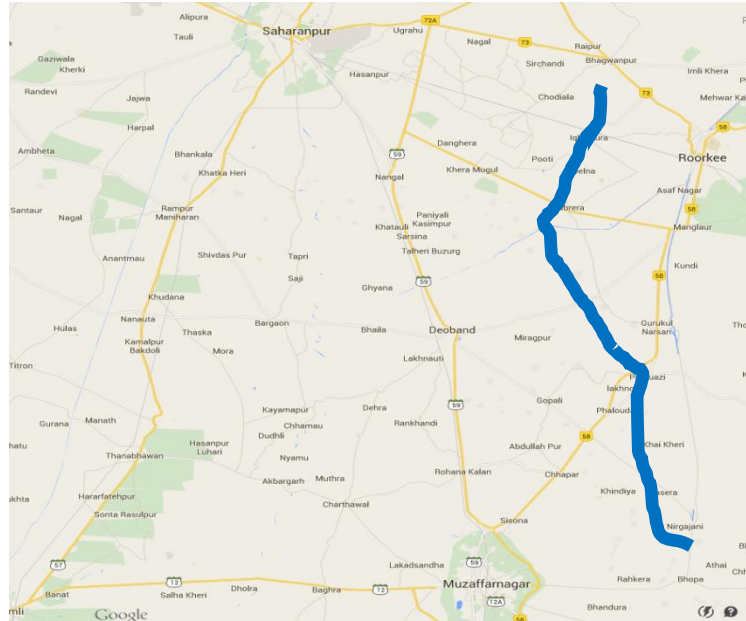 Alipura
Saharanpur
72A
Tauli
Ugrahu
Nagal
73
Raipur
Bhagwanpur
Gaziwala
Kherki
Hasanpur
Sirchandi
Imli Khera
Randevi
Jajwa
Chodiala
73
Mehwar
Harpal
58
Danghera
Ambheta
Bhankala
59
Pooti
Roorkee
Khatka Heri
Nangal
Khera Mugul
Asaf Nagar
Santaur
Nagal
Rampur
Maniharan
Paniyali
Kasimpur
58
Khatauli
Sarsina
Manglaur
Anantmau
Shivdas Pur
Tapri
Talheri Buzurg
Saji
58
Kundi
Khudana
Ghyana
59
Hulas
Nanauta
Thaska
Bargaon
Bhaila
Deoband
Miragpur
Gurukul
Narsari
Kamalpur
Bakdoli
Mora
Lakhnauti
Titron
Kayamapur
Dehra
59
Gopali
Gurana
Manath
Chhamau
Rankhandi
Dudhli
58
Khai Kheri
Hasanpur
Luhari
Abdullah Pur
Thanabhawan
Nyamu
Rohana Kalan
Chhapar
Akbargarh
Muthra
Hararfatehpur
Charthawal
Khindiya
Sonta Rasulpur
Sisona
Nirgajani
57
Lakadsandha
59
Athai
12
Dholra
Baghra
12
Muzaffarnagar
Rahkera
Bhopa
Banat
Salha Kheri
12A
Bhandura
Google
58